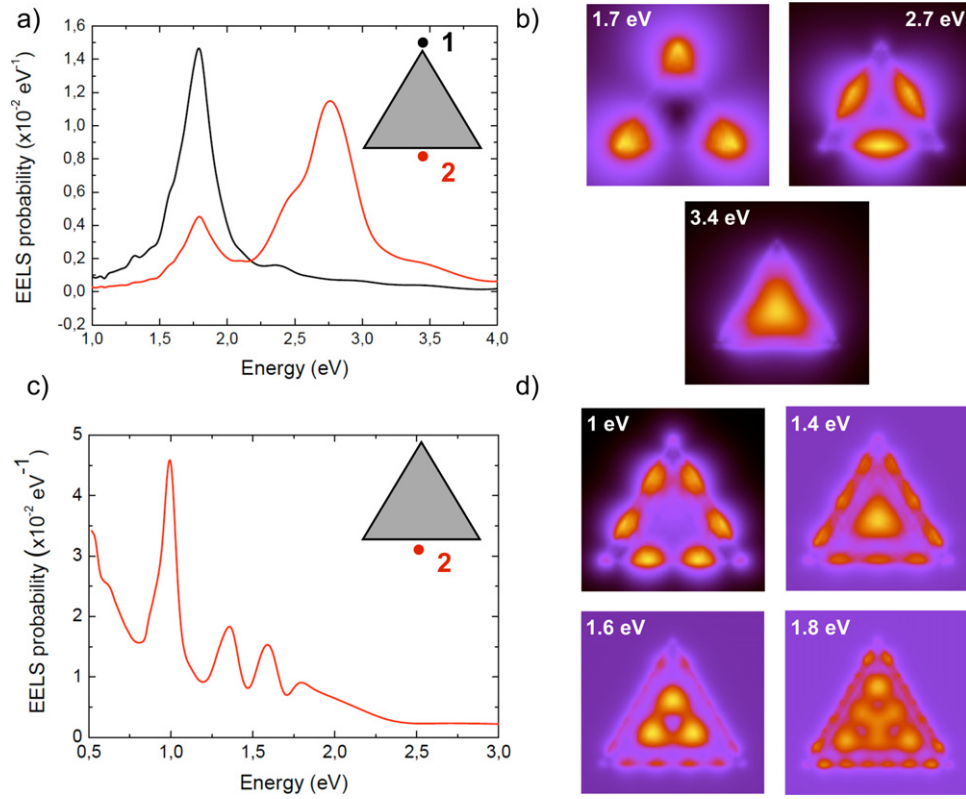 a)
EELS probability (x10⁻² eV⁻¹)
1,6
1,4
1,2
1,0
0,8
0,6
0,4
0,2
0,0
-0,2
1,0 1,5 2,0 2,5 3,0 3,5 4,0
Energy (eV)
1
2
b)
1.7 eV
2.7 eV
3.4 eV
c)
EELS probability (x10⁻² eV⁻¹)
5
4
3
2
1
0
0,5 1,0 1,5 2,0 2,5 3,0
Energy (eV)
2
d)
1 eV
1.4 eV
1.6 eV
1.8 eV